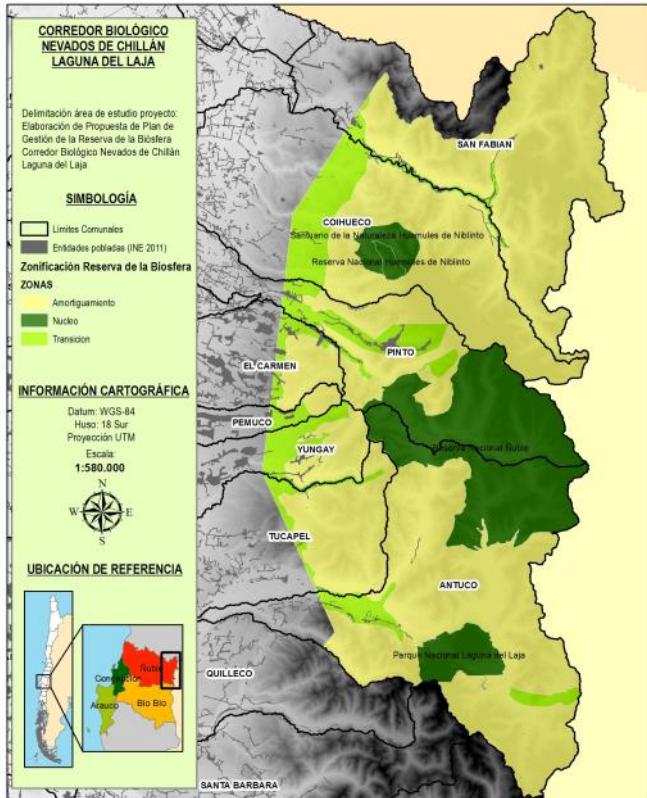 CORREDOR BIOLÓGICO
NEVADOS DE CHILLÁN
LAGUNA DEL LAJA
Delimitación área de estudio proyecto:
Elaboración de Propuesta de Plan de
Gestión de la Reserva de la Biósfera
Corredor Biológico Nevados de Chillán
Laguna del Laja
SIMBOLOGÍA
Límites Comunales
Entidades pobladas (INE 2011)
Zonificación Reserva de la Biosfera
ZONAS
Amortiguamiento
Nucleo
Transicion
INFORMACIÓN CARTOGRÁFICA
Datum: WGS-84
Huso: 18 Sur
Proyección UTM
Escala:
1:580.000
N
W E
S
UBICACIÓN DE REFERENCIA
Ñuble
Concepción
Arauco
Bio Bio
SAN FABIAN
COIHUECO
Santuario de la Naturaleza Huemules de Niblinto
Reserva Nacional Huemules de Niblinto
PINTO
EL CARMEN
PEMUCO
Reserva Nacional Ñuble
YUNGAY
TUCAPEL
ANTUCO
Parque Nacional Laguna del Laja
QUILLECO
SANTA BARBARA